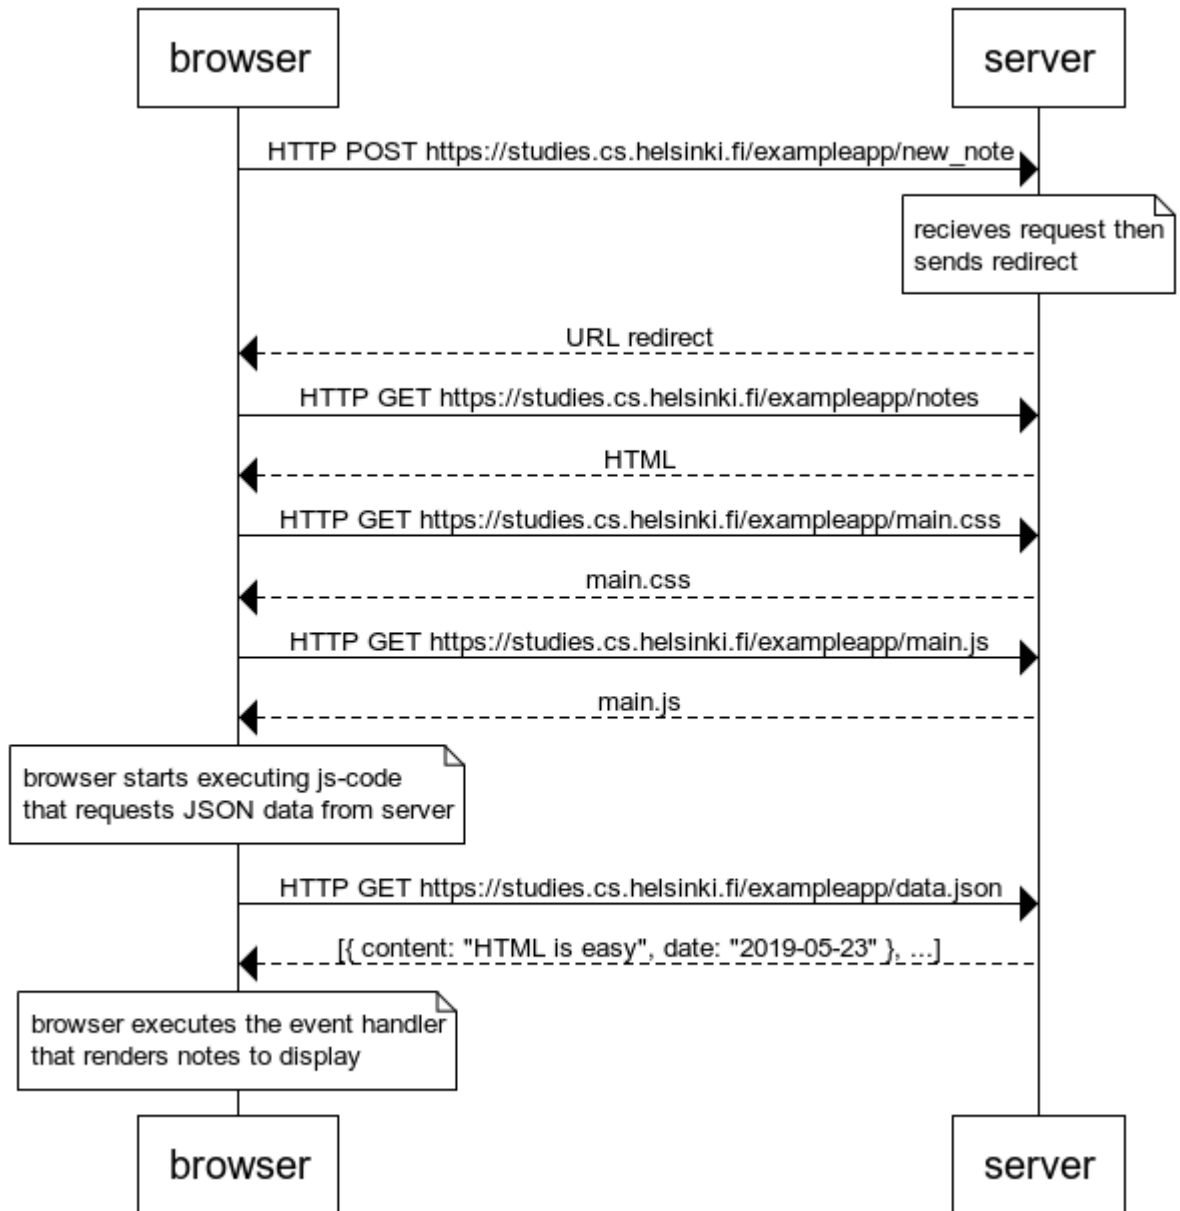 browser
server
HTTP POST https://studies.cs.helsinki.fi/exampleapp/new_note
recieves request then
sends redirect
URL redirect
HTTP GET https://studies.cs.helsinki.fi/exampleapp/notes
HTML
HTTP GET https://studies.cs.helsinki.fi/exampleapp/main.css
main.css
HTTP GET https://studies.cs.helsinki.fi/exampleapp/main.js
main.js
browser starts executing js-code
that requests JSON data from server
HTTP GET https://studies.cs.helsinki.fi/exampleapp/data.json
[{ content: "HTML is easy", date: "2019-05-23" }, ...]
browser executes the event handler
that renders notes to display
browser
server